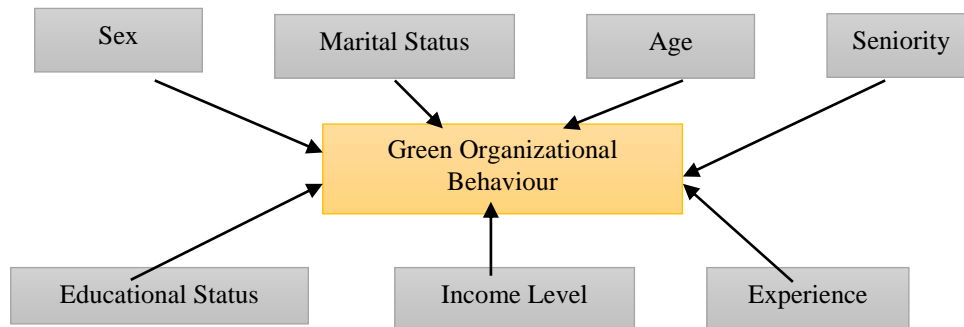 Sex
Marital Status
Age
Seniority
Green Organizational
Behaviour
Educational Status
Income Level
Experience